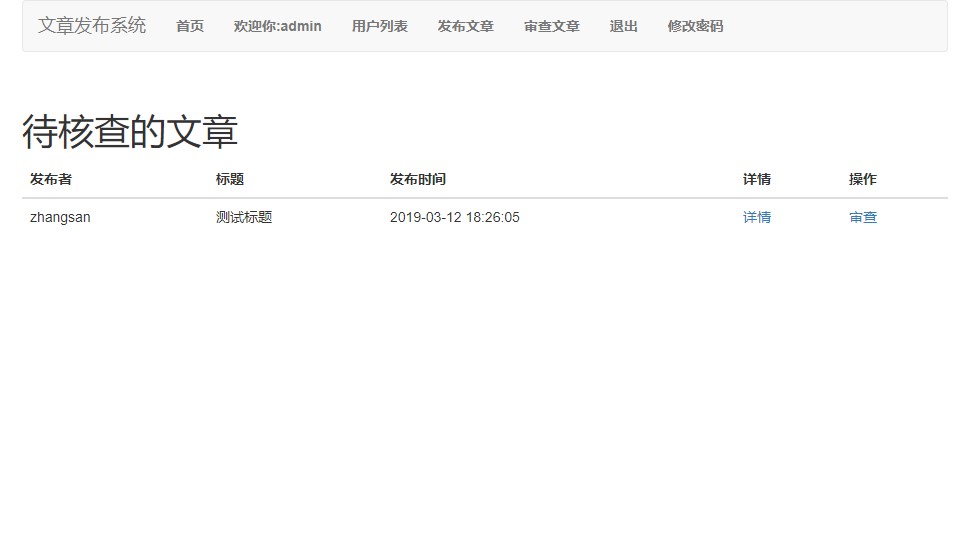 文章发布系统 首页 欢迎你:admin 用户列表 发布文章 审查文章 退出 修改密码
待核查的文章
发布者 标题 发布时间 详情 操作
zhangsan 测试标题 2019-03-12 18:26:05 详情 审查